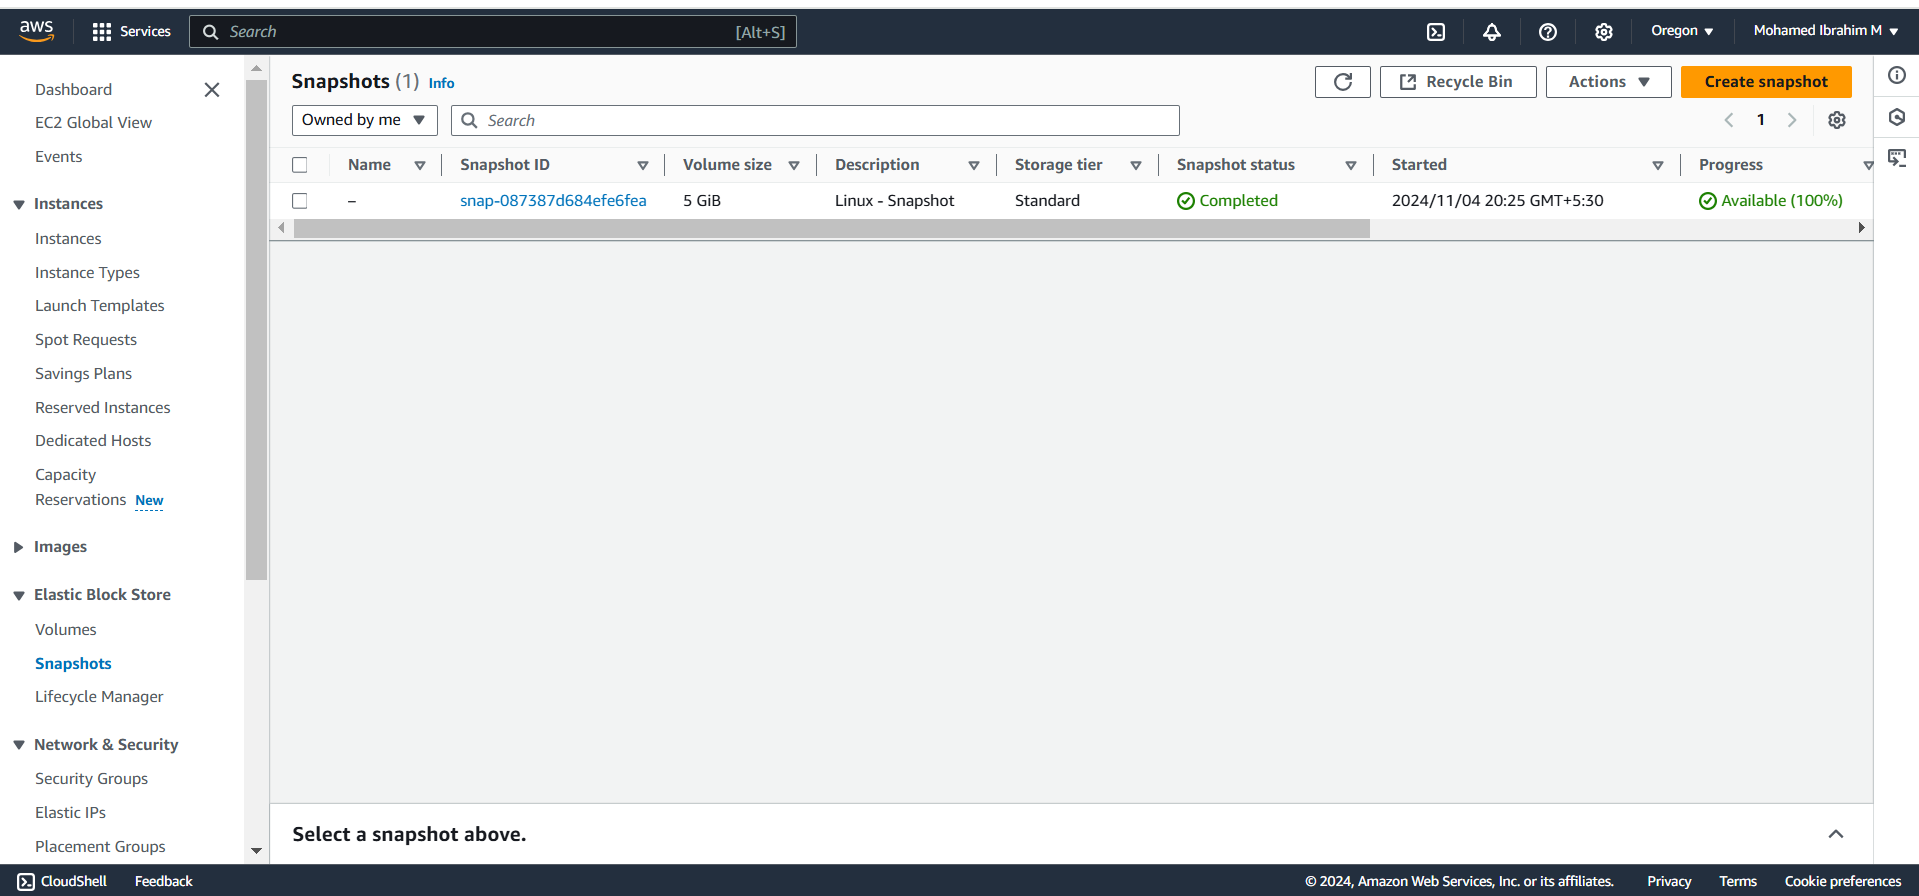 aws Services Search [Alt+S] Oregon Mohamed Ibrahim M
Dashboard
EC2 Global View
Events
Instances
Instances
Instance Types
Launch Templates
Spot Requests
Savings Plans
Reserved Instances
Dedicated Hosts
Capacity
Reservations New
Images
Elastic Block Store
Volumes
Snapshots
Lifecycle Manager
Network & Security
Security Groups
Elastic IPs
Placement Groups
Snapshots (1) Info Recycle Bin Actions Create snapshot
Owned by me Search 1
Name Snapshot ID Volume size Description Storage tier Snapshot status Started Progress
– snap-087387d684efe6fea 5 GiB Linux - Snapshot Standard Completed 2024/11/04 20:25 GMT+5:30 Available (100%)
Select a snapshot above.
CloudShell Feedback © 2024, Amazon Web Services, Inc. or its affiliates. Privacy Terms Cookie preferences